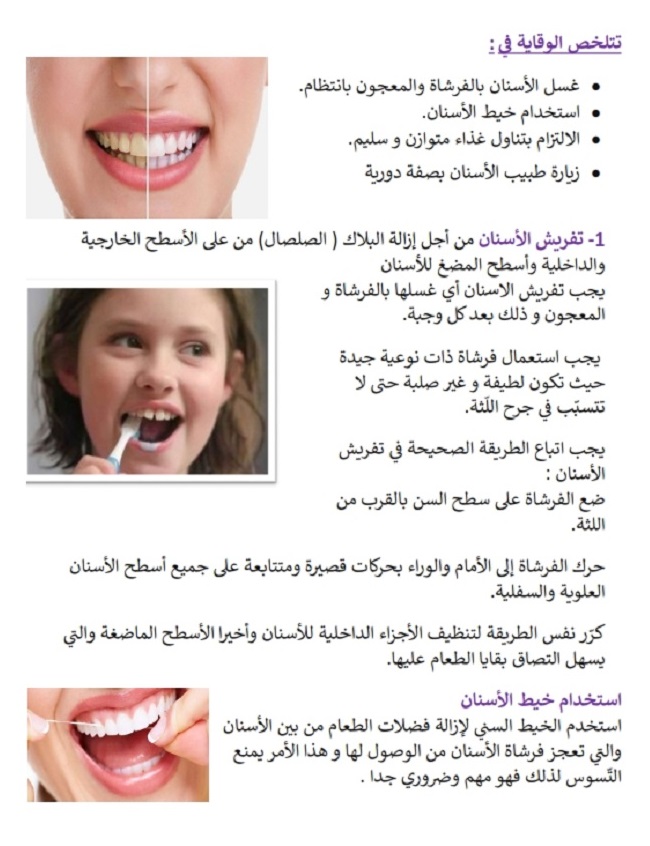 تتلخص الوقاية في :
• غسل الأسنان بالفرشاة والمعجون بانتظام.
• استخدام خيط الأسنان.
• الالتزام بتناول غذاء متوازن و سليم.
• زيارة طبيب الأسنان بصفة دورية
1- تفريش الأسنان من أجل إزالة البلاك ( الصلصال) من على الأسطح الخارجية
والداخلية وأسطح المضغ للأسنان
يجب تفريش الاسنان أي غسلها بالفرشاة و
المعجون و ذلك بعد كل وجبة.
يجب استعمال فرشاة ذات نوعية جيدة
حيث تكون لطيفة و غير صلبة حتى لا
تتسبّب في جرح اللّثة.
يجب اتباع الطريقة الصحيحة في تفريش
الأسنان :
ضع الفرشاة على سطح السن بالقرب من
اللثة.
حرك الفرشاة إلى الأمام والوراء بحركات قصيرة ومتتابعة على جميع أسطح الأسنان
العلوية والسفلية.
كرّر نفس الطريقة لتنظيف الأجزاء الداخلية للأسنان وأخيرا الأسطح الماضغة والتي
يسهل التصاق بقايا الطعام عليها.
استخدام خيط الأسنان
استخدم الخيط السني لإزالة فضلات الطعام من بين الأسنان
والتي تعجز فرشاة الأسنان من الوصول لها و هذا الأمر يمنع
التّسوس لذلك فهو مهم وضروري جدا .